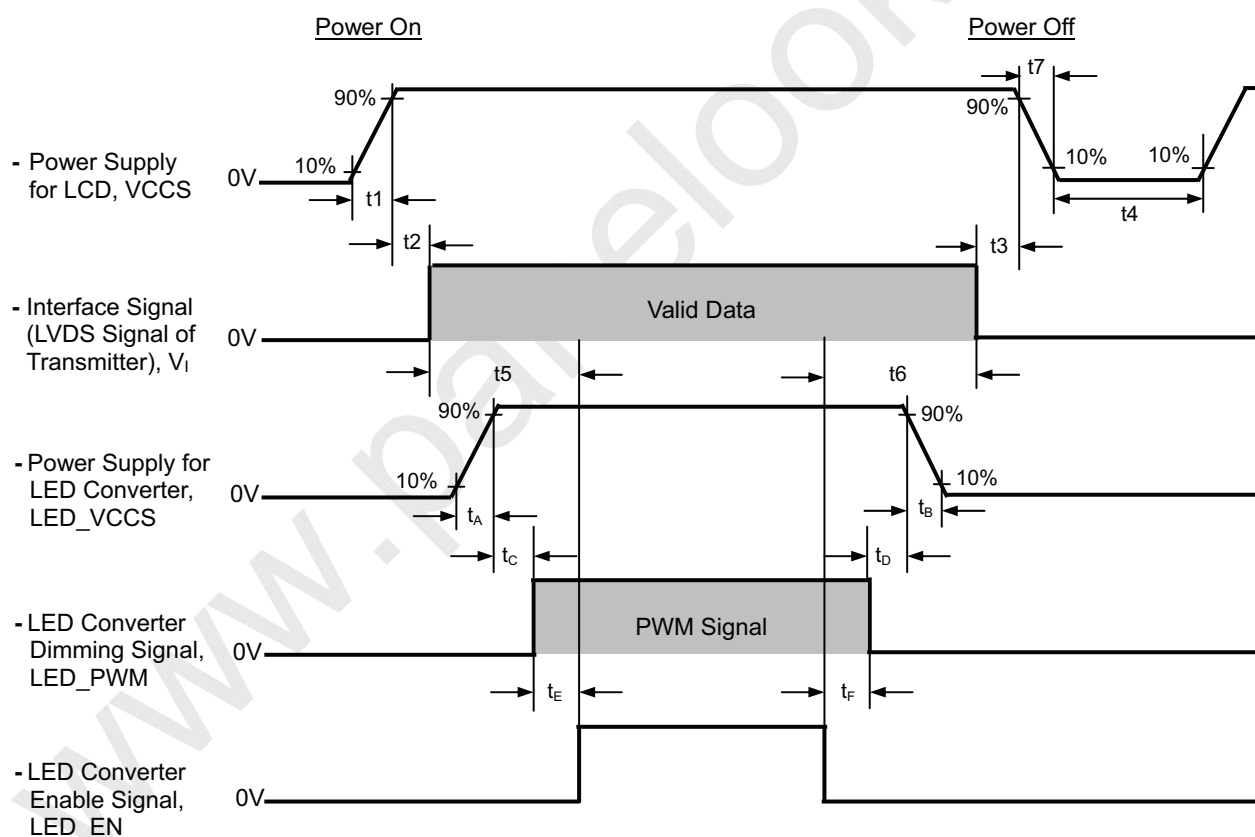 Power On
Power Off
t7
90%
90%
- Power Supply
for LCD, VCCS
10%
10%
10%
0V
t1
t4
t2
t3
- Interface Signal
(LVDS Signal of
Transmitter), VI
Valid Data
0V
t5
t6
90%
90%
- Power Supply for
LED Converter,
LED_VCCS
10%
10%
0V
tA
tB
tC
tD
- LED Converter
Dimming Signal,
LED_PWM
PWM Signal
0V
tE
tF
- LED Converter
Enable Signal,
LED_EN
0V